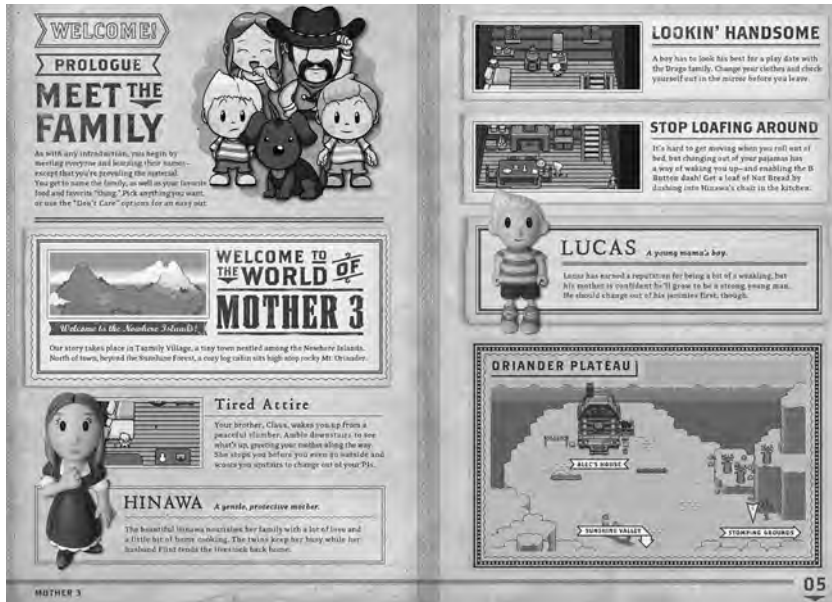 WELCOME!
PROLOGUE
MEET THE
FAMILY
As with any introduction, you begin by
meeting everyone and learning their names—
except that you're providing the material.
You get to name the family, as well as your favorite
food and favorite "thing." Pick anything you want,
or use the "Don't Care" options for an easy out.
WELCOME TO
THE WORLD OF
MOTHER 3
Welcome to the Nowhere Islands!
Our story takes place in Tazmily Village, a tiny town nestled among the Nowhere Islands.
North of town, beyond the Sunshine Forest, a cozy log cabin sits high atop rocky Mt. Oriander.
Tired Attire
Your brother, Claus, wakes you up from a
peaceful slumber. Amble downstairs to see
what's up, greeting your mother along the way.
She stops you before you even go outside and
scoots you upstairs to change out of your PJs.
HINAWA A gentle, protective mother.
The beautiful Hinawa nourishes her family with a lot of love and
a little bit of home cooking. The twins keep her busy while her
husband Flint tends the livestock back home.
MOTHER 3
LOOKIN' HANDSOME
A boy has to look his best for a play date with
the Drago family. Change your clothes and check
yourself out in the mirror before you leave.
STOP LOAFING AROUND
It's hard to get moving when you roll out of
bed, but changing out of your pajamas has
a way of waking you up—and enabling the B
Button dash! Get a loaf of Nut Bread by
dashing into Hinawa's chair in the kitchen.
LUCAS A young mama's boy.
Lucas has earned a reputation for being a bit of a weakling, but
his mother is confident he'll grow to be a strong young man.
He should change out of his jammies first, though.
ORIANDER PLATEAU
ALEC'S HOUSE
SUNSHINE VALLEY
STOMPING GROUNDS
05